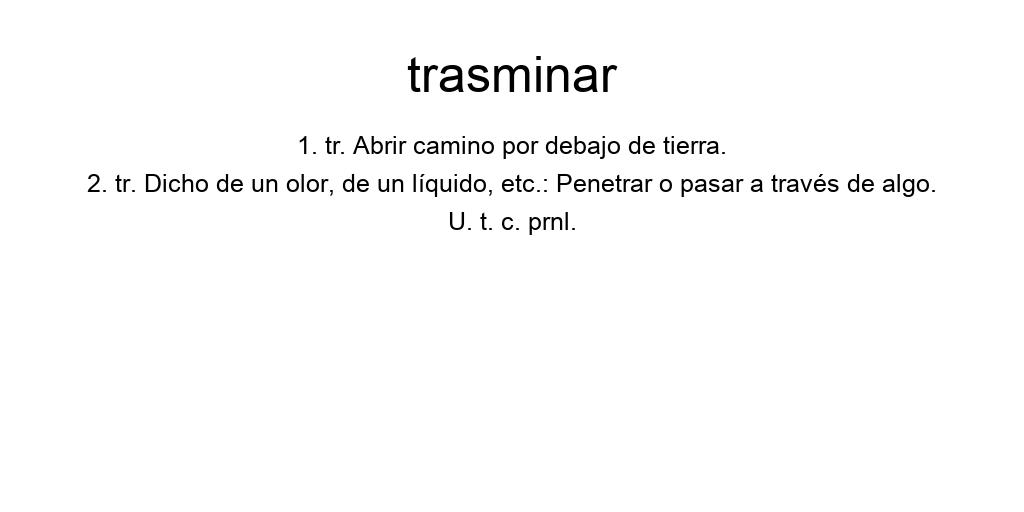 trasminar
1. tr. Abrir camino por debajo de tierra.
2. tr. Dicho de un olor, de un líquido, etc.: Penetrar o pasar a través de algo.
U. t. c. prnl.